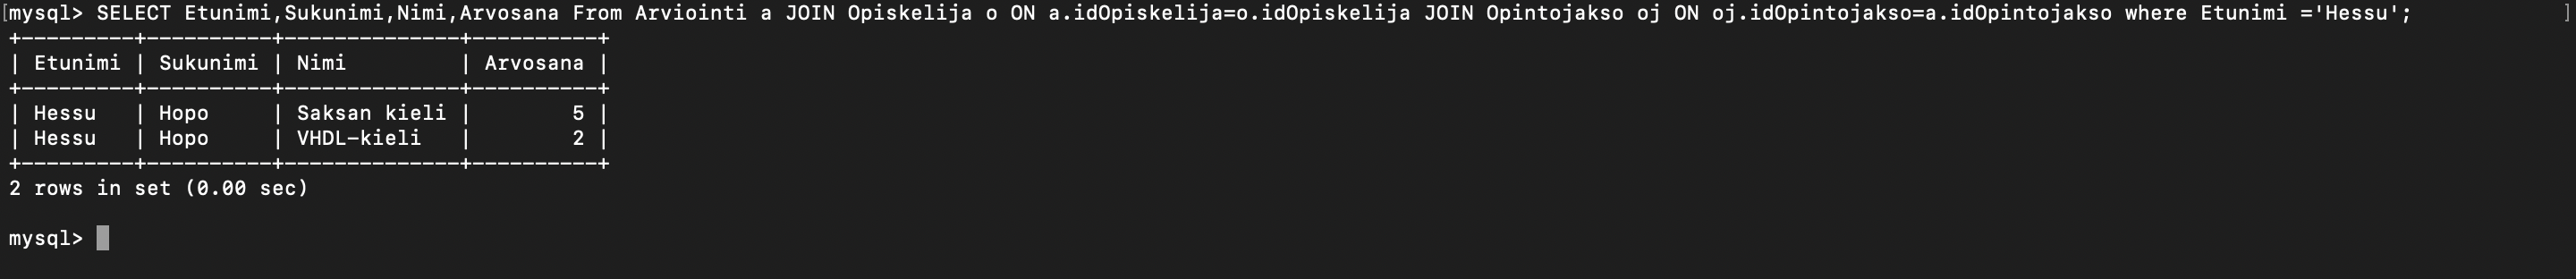 [mysql> SELECT Etunimi,Sukunimi,Nimi,Arvosana From Arviointi a JOIN Opiskelija o ON a.idOpiskelija=o.idOpiskelija JOIN Opintojakso oj ON oj.idOpintojakso=a.idOpintojakso where Etunimi ='Hessu'; ]
+---------+----------+--------------+----------+
| Etunimi | Sukunimi | Nimi         | Arvosana |
+---------+----------+--------------+----------+
| Hessu   | Hopo     | Saksan kieli |        5 |
| Hessu   | Hopo     | VHDL-kieli   |        2 |
+---------+----------+--------------+----------+
2 rows in set (0.00 sec)
mysql>